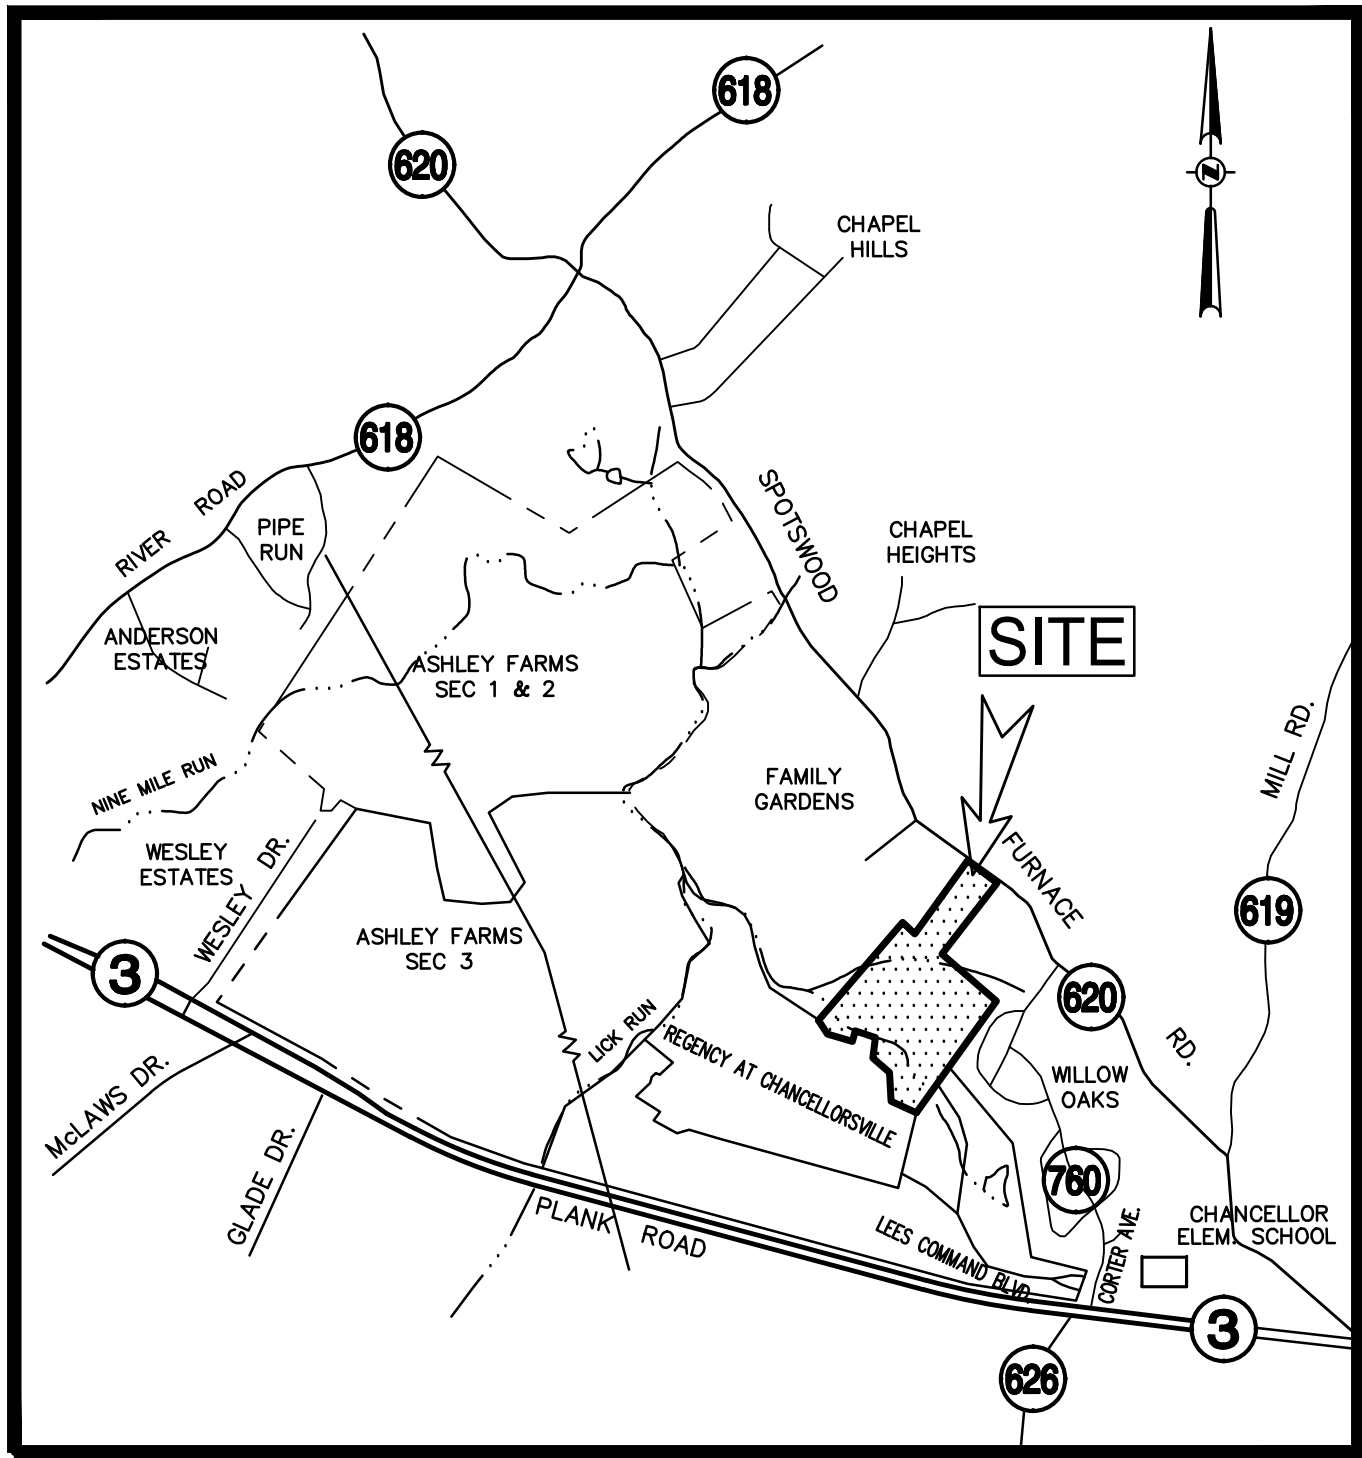 618
620
CHAPEL
HILLS
N
618
RIVER ROAD
PIPE
RUN
SPOTSWOOD
CHAPEL
HEIGHTS
ANDERSON
ESTATES
ASHLEY FARMS
SEC 1 & 2
SITE
MILL RD.
NINE MILE RUN
FAMILY
GARDENS
WESLEY
ESTATES
WESLEY DR.
FURNACE
619
ASHLEY FARMS
SEC 3
3
620
RD.
LICK RUN
REGENCY AT CHANCELLORSVILLE
WILLOW
OAKS
McLAWS DR.
GLADE DR.
760
PLANK ROAD
LEES COMMAND BLVD.
CORTER AVE.
CHANCELLOR
ELEM. SCHOOL
3
626